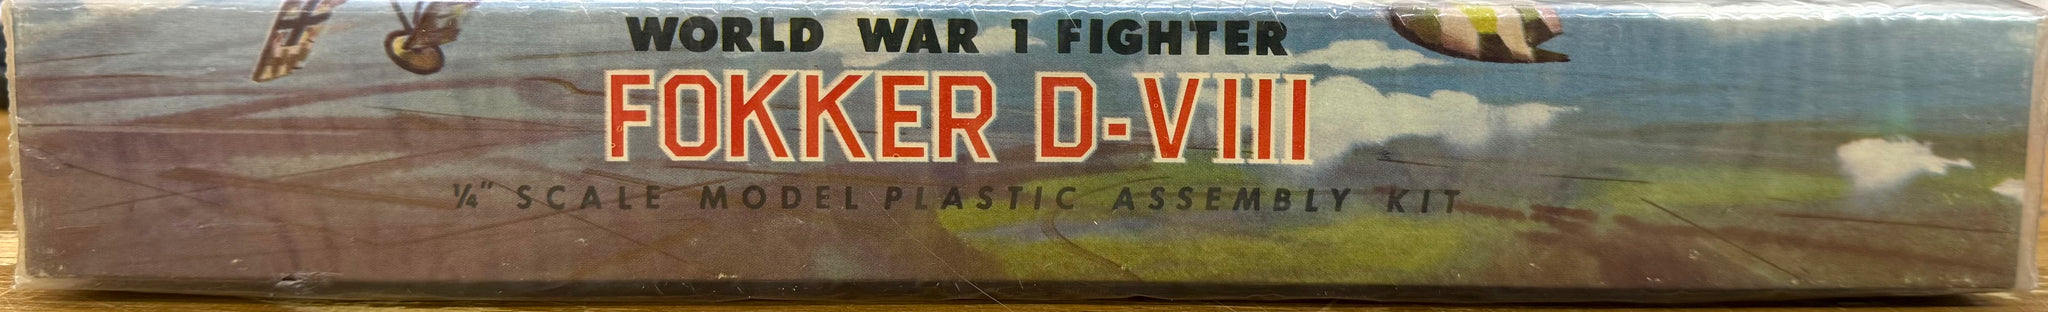 WORLD WAR 1 FIGHTER
FOKKER D-VIII
¼" SCALE MODEL PLASTIC ASSEMBLY KIT